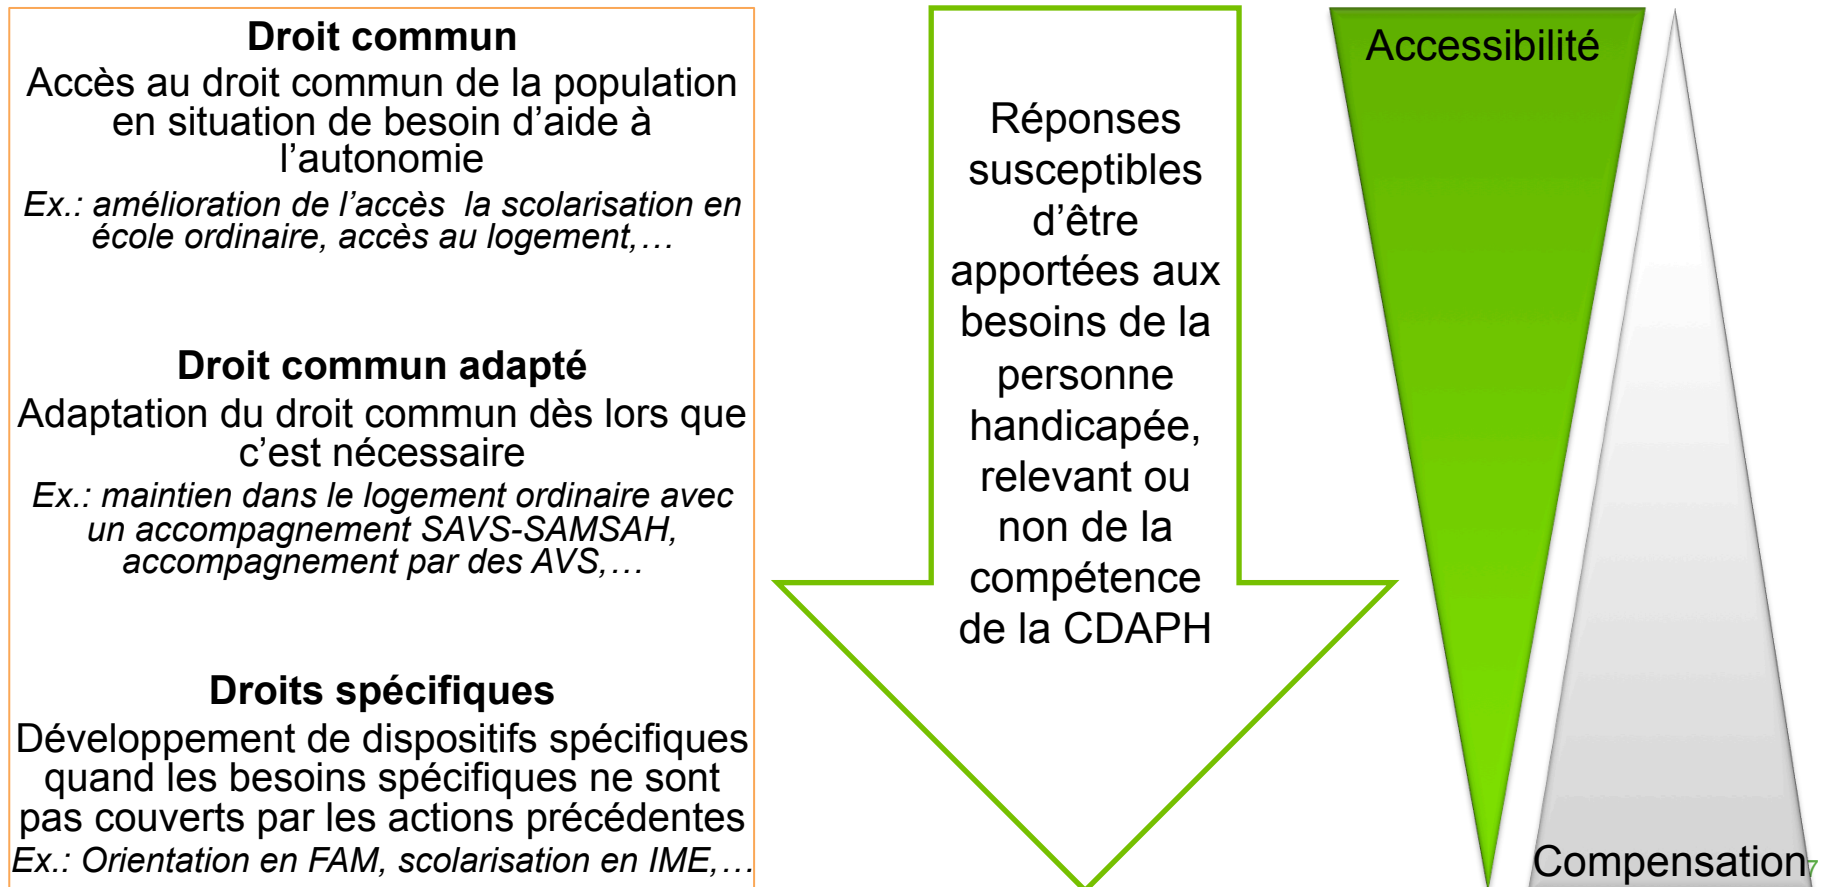 Droit commun
Accès au droit commun de la population
en situation de besoin d’aide à
l’autonomie
Ex.: amélioration de l’accès  la scolarisation en
école ordinaire, accès au logement,…
Droit commun adapté
Adaptation du droit commun dès lors que
c’est nécessaire
Ex.: maintien dans le logement ordinaire avec
un accompagnement SAVS-SAMSAH,
accompagnement par des AVS,…
Droits spécifiques
Développement de dispositifs spécifiques
quand les besoins spécifiques ne sont
pas couverts par les actions précédentes
Ex.: Orientation en FAM, scolarisation en IME,…
Réponses
susceptibles
d’être
apportées aux
besoins de la
personne
handicapée,
relevant ou
non de la
compétence
de la CDAPH
Accessibilité
Compensation
7